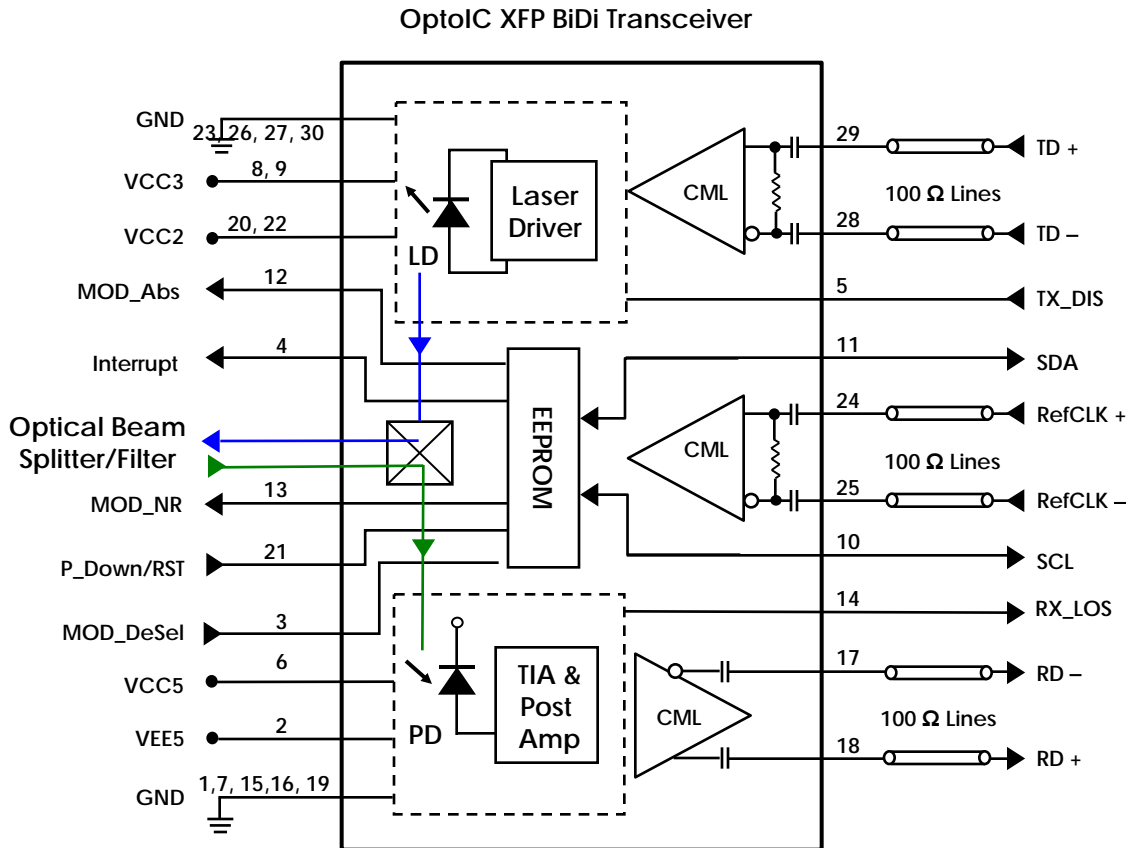 OptoIC XFP BiDi Transceiver
GND
23, 26, 27, 30
VCC3
8, 9
VCC2
20, 22
MOD_Abs
12
Interrupt
4
Optical Beam
Splitter/Filter
MOD_NR
13
P_Down/RST
21
MOD_DeSel
3
VCC5
6
VEE5
2
GND
1,7, 15,16, 19
LD
Laser
Driver
EEPROM
PD
TIA &
Post
Amp
CML
29
TD +
100 Ω Lines
28
TD –
5
TX_DIS
11
SDA
CML
24
RefCLK +
100 Ω Lines
25
RefCLK –
10
SCL
14
RX_LOS
CML
17
RD –
100 Ω Lines
18
RD +